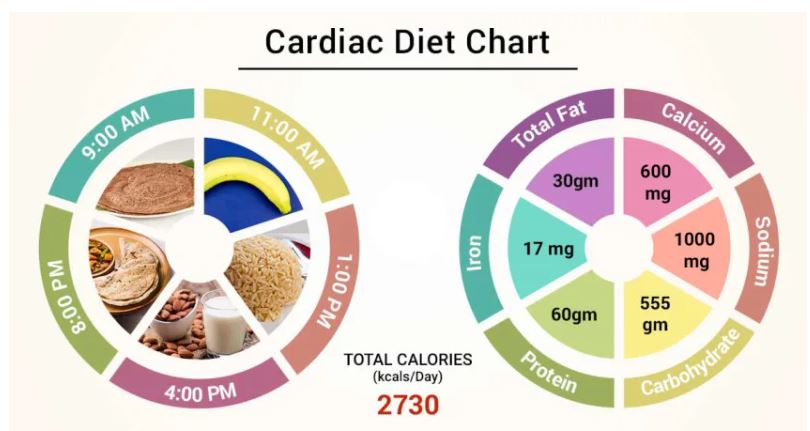 Cardiac Diet Chart
9:00 AM
11:00 AM
1:00 PM
4:00 PM
8:00 PM
TOTAL CALORIES
(kcals/Day)
2730
Total Fat
30gm
Calcium
600
mg
Sodium
1000
mg
Carbohydrate
555
gm
Protein
60gm
Iron
17 mg